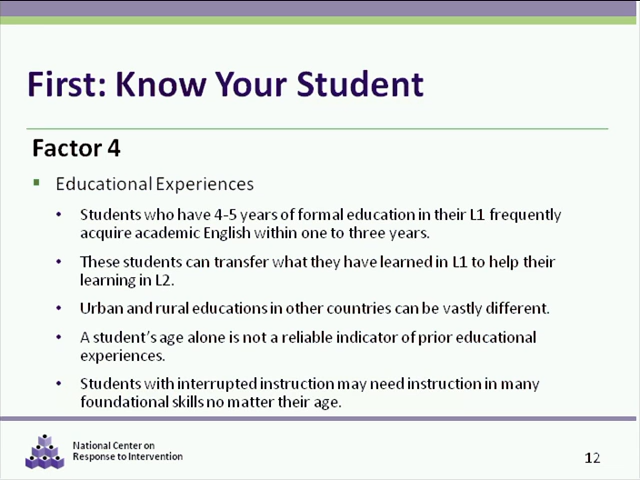 First: Know Your Student
Factor 4
▪ Educational Experiences
• Students who have 4-5 years of formal education in their L1 frequently
acquire academic English within one to three years.
• These students can transfer what they have learned in L1 to help their
learning in L2.
• Urban and rural educations in other countries can be vastly different.
• A student's age alone is not a reliable indicator of prior educational
experiences.
• Students with interrupted instruction may need instruction in many
foundational skills no matter their age.
National Center on
Response to Intervention
12